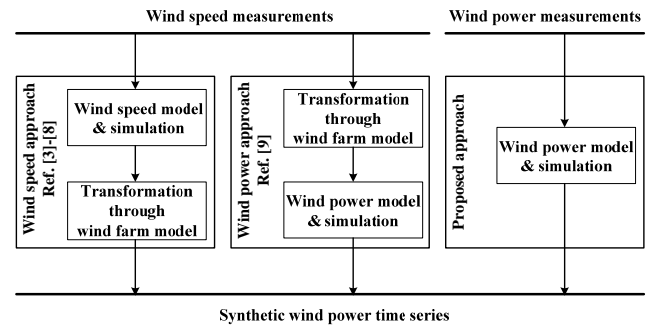 Wind speed measurements
Wind power measurements
Wind speed approach
Ref. [3]-[8]
Wind speed model
& simulation
Transformation
through
wind farm model
Wind power approach
Ref. [9]
Transformation
through
wind farm model
Wind power model
& simulation
Proposed approach
Wind power model
& simulation
Synthetic wind power time series